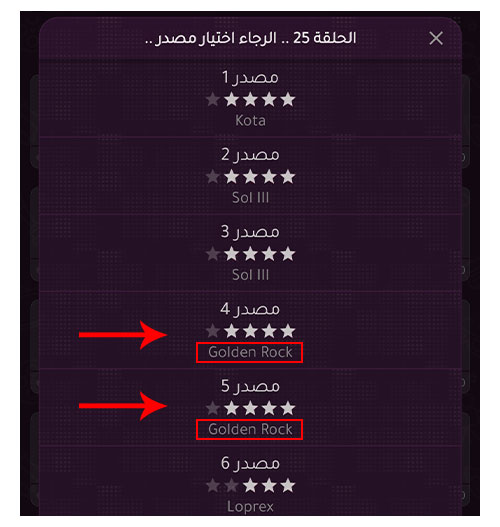 الحلقة 25 .. الرجاء اختيار مصدر ..
مصدر 1
Kota
مصدر 2
Sol III
مصدر 3
Sol III
مصدر 4
Golden Rock
مصدر 5
Golden Rock
مصدر 6
Loprex